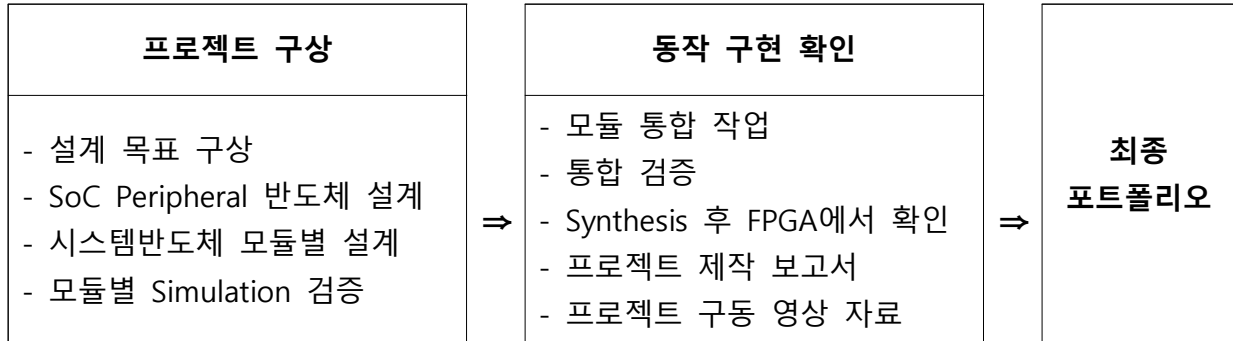 프로젝트 구상
- 설계 목표 구상
- SoC Peripheral 반도체 설계
- 시스템반도체 모듈별 설계
- 모듈별 Simulation 검증
⇒
동작 구현 확인
- 모듈 통합 작업
- 통합 검증
- Synthesis 후 FPGA에서 확인
- 프로젝트 제작 보고서
- 프로젝트 구동 영상 자료
⇒
최종
포트폴리오